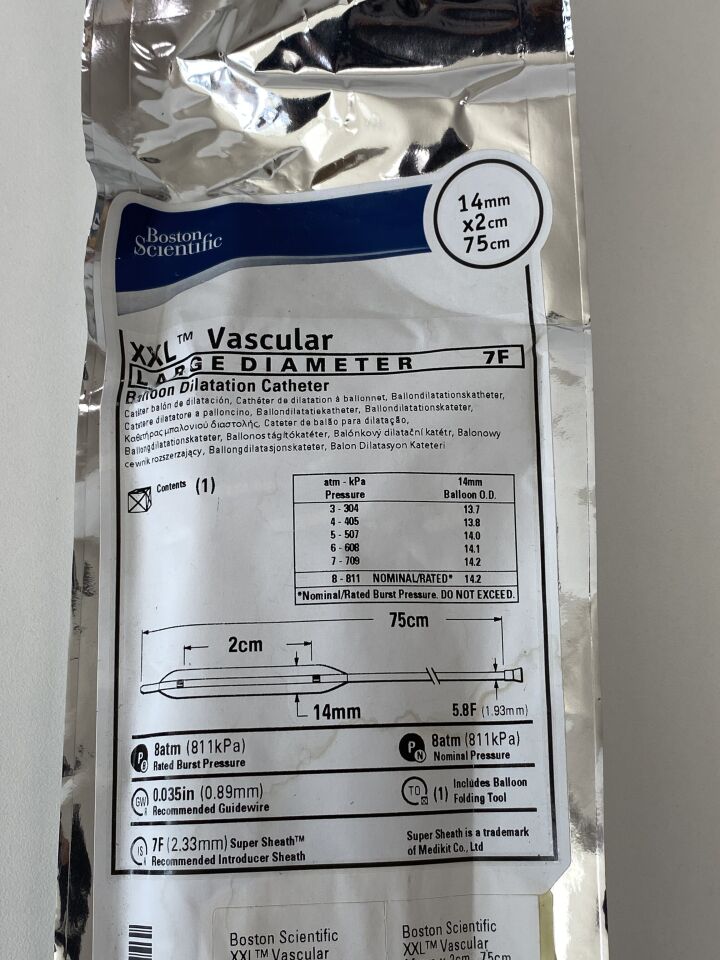 Boston
Scientific
14mm
x2cm
75cm
XXL™ Vascular
LARGE DIAMETER 7F
Balloon Dilatation Catheter
Catéter balón de dilatación, Cathéter de dilatation à ballonnet, Ballondilatationskatheter,
Catetere dilatatore a palloncino, Ballondilatatiekatheter, Ballondilatationskateter,
Καθετήρας μπαλονιού διαστολής, Cateter de balão para dilatação,
Ballongdilatationskateter, Ballonos tágítókatéter, Balónkový dilatační katétr, Balonowy
cewnik rozszerzający, Ballongdilatasjonskateter, Balon Dilatasyon Kateteri
Contents (1)
atm - kPa 14mm
Pressure Balloon O.D.
3 - 304 13.7
4 - 405 13.8
5 - 507 14.0
6 - 608 14.1
7 - 709 14.2
8 - 811 NOMINAL/RATED* 14.2
*Nominal/Rated Burst Pressure. DO NOT EXCEED.
75cm
2cm
14mm
5.8F (1.93mm)
PB 8atm (811kPa)
Rated Burst Pressure
PN 8atm (811kPa)
Nominal Pressure
GW R 0.035in (0.89mm)
Recommended Guidewire
TO (1) Includes Balloon
Folding Tool
IS R 7F (2.33mm) Super Sheath™
Recommended Introducer Sheath
Super Sheath is a trademark
of Medikit Co., Ltd
Boston Scientific
XXL™ Vascular
Boston Scientific
XXL™ Vascular
14mm x 2cm 75cm